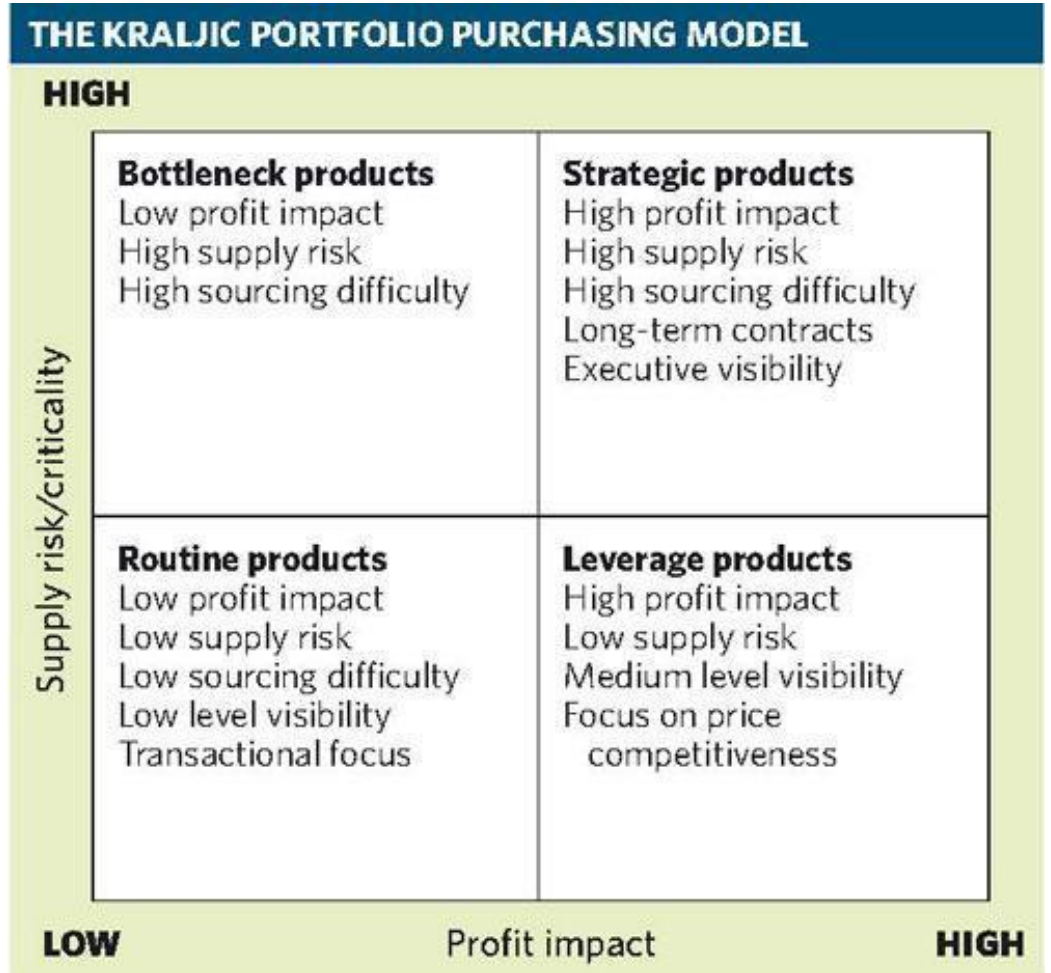 THE KRALJIC PORTFOLIO PURCHASING MODEL
HIGH
Supply risk/criticality
Bottleneck products
Low profit impact
High supply risk
High sourcing difficulty
Strategic products
High profit impact
High supply risk
High sourcing difficulty
Long-term contracts
Executive visibility
Routine products
Low profit impact
Low supply risk
Low sourcing difficulty
Low level visibility
Transactional focus
Leverage products
High profit impact
Low supply risk
Medium level visibility
Focus on price
competitiveness
LOW
Profit impact
HIGH